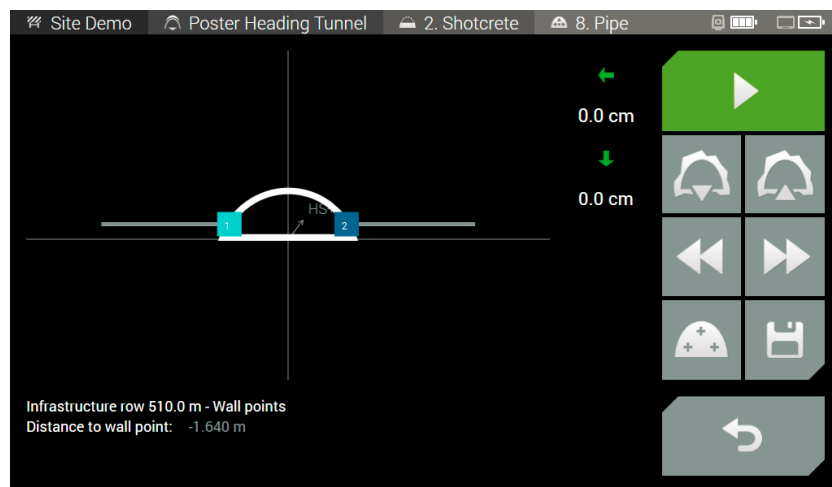 Site Demo
Poster Heading Tunnel
2. Shotcrete
8. Pipe
0.0 cm
0.0 cm
HS
1
2
Infrastructure row 510.0 m - Wall points
Distance to wall point: -1.640 m